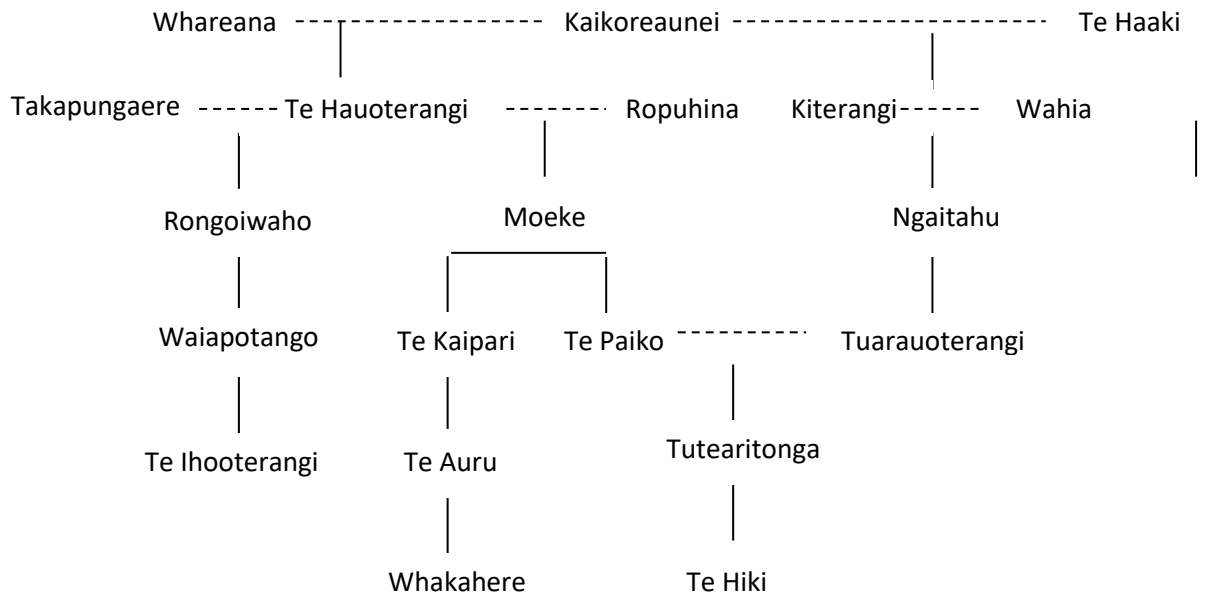 Whareana Kaikoreaunei Te Haaki
Takapungaere Te Hauoterangi Ropuhina Kiterangi Wahia
Rongoiwaho Moeke Ngaitahu
Waiapotango Te Kaipari Te Paiko Tuarauoterangi
Te Ihooterangi Te Auru Tutearitonga
Whakahere Te Hiki